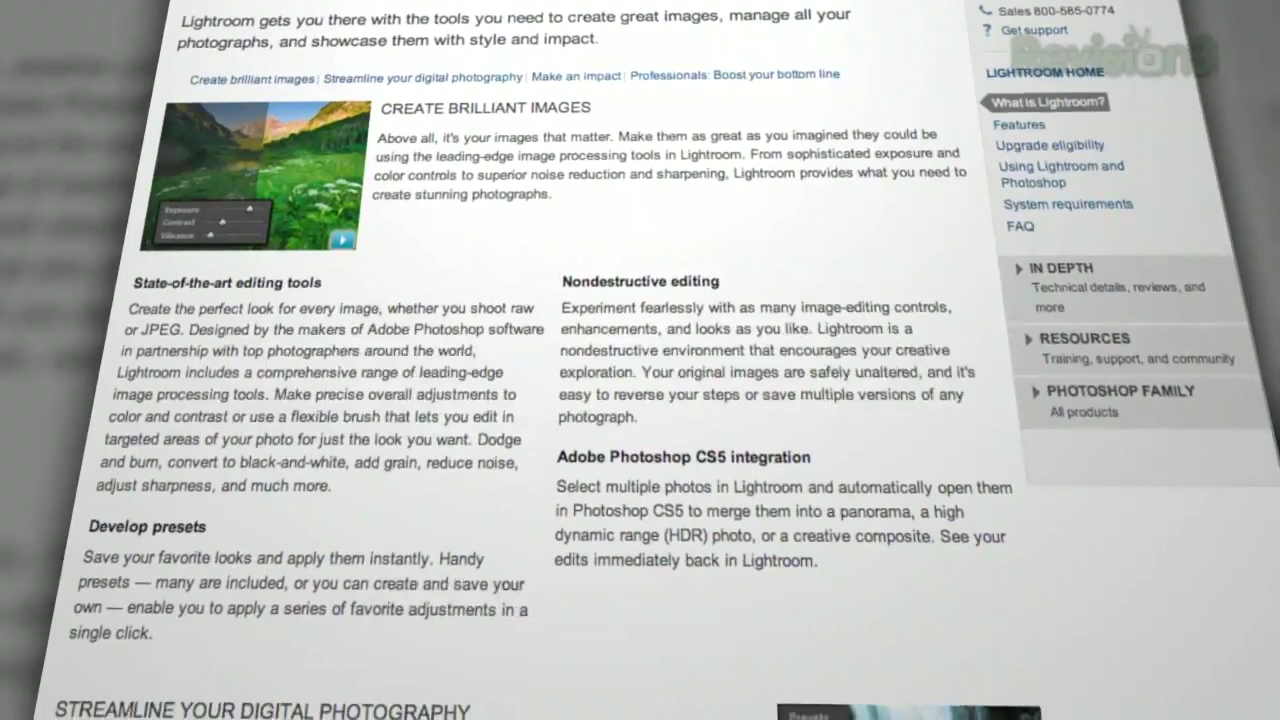 Lightroom gets you there with the tools you need to create great images, manage all your
photographs, and showcase them with style and impact.
Create brilliant images | Streamline your digital photography | Make an impact | Professionals: Boost your bottom line
CREATE BRILLIANT IMAGES
Above all, it's your images that matter. Make them as great as you imagined they could be
using the leading-edge image processing tools in Lightroom. From sophisticated exposure and
color controls to superior noise reduction and sharpening, Lightroom provides what you need to
create stunning photographs.
Exposure
Contrast
Vibrance
State-of-the-art editing tools
Create the perfect look for every image, whether you shoot raw
or JPEG. Designed by the makers of Adobe Photoshop software
in partnership with top photographers around the world,
Lightroom includes a comprehensive range of leading-edge
image processing tools. Make precise overall adjustments to
color and contrast or use a flexible brush that lets you edit in
targeted areas of your photo for just the look you want. Dodge
and burn, convert to black-and-white, add grain, reduce noise,
adjust sharpness, and much more.
Develop presets
Save your favorite looks and apply them instantly. Handy
presets — many are included, or you can create and save your
own — enable you to apply a series of favorite adjustments in a
single click.
Nondestructive editing
Experiment fearlessly with as many image-editing controls,
enhancements, and looks as you like. Lightroom is a
nondestructive environment that encourages your creative
exploration. Your original images are safely unaltered, and it's
easy to reverse your steps or save multiple versions of any
photograph.
Adobe Photoshop CS5 integration
Select multiple photos in Lightroom and automatically open them
in Photoshop CS5 to merge them into a panorama, a high
dynamic range (HDR) photo, or a creative composite. See your
edits immediately back in Lightroom.
STREAMLINE YOUR DIGITAL PHOTOGRAPHY
Presets
Sales 800-585-0774
? Get support
Revision3
LIGHTROOM HOME
What is Lightroom?
Features
Upgrade eligibility
Using Lightroom and
Photoshop
System requirements
FAQ
IN DEPTH
Technical details, reviews, and
more
RESOURCES
Training, support, and community
PHOTOSHOP FAMILY
All products